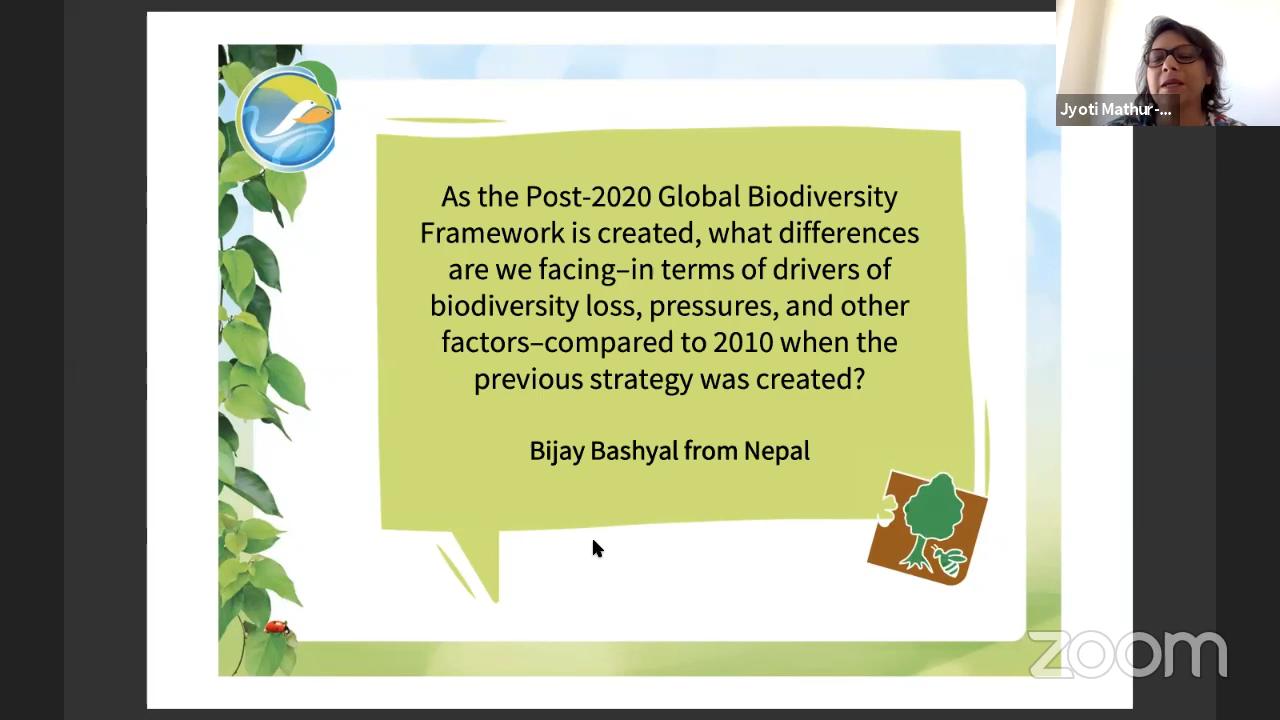 Jyoti Mathur-...
As the Post-2020 Global Biodiversity
Framework is created, what differences
are we facing–in terms of drivers of
biodiversity loss, pressures, and other
factors–compared to 2010 when the
previous strategy was created?
Bijay Bashyal from Nepal
zoom